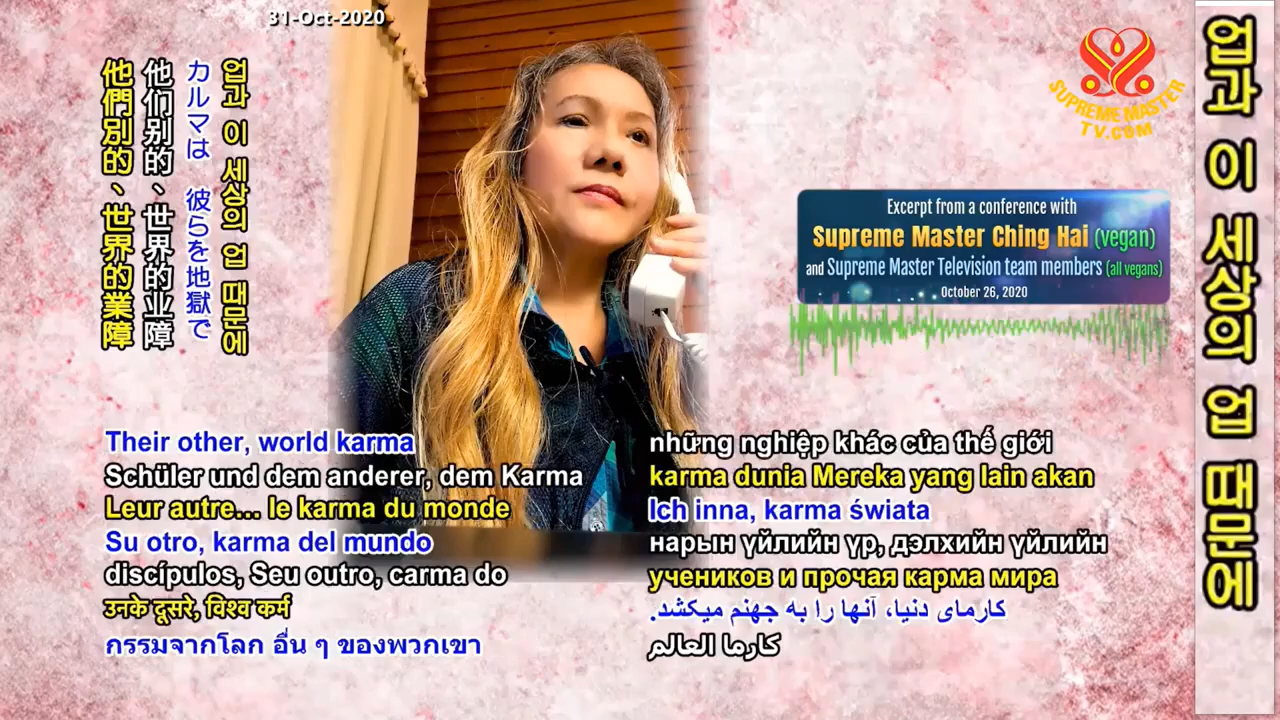 31-Oct-2020
SUPREME MASTER
TV.COM
업과 이 세상의 업 때문에
업과 이 세상의 업 때문에
カルマは 彼らを地獄で
他们别的、世界的业障
他們別的、世界的業障
Excerpt from a conference with
Supreme Master Ching Hai (vegan)
and Supreme Master Television team members (all vegans)
October 26, 2020
Their other, world karma
Schüler und dem anderer, dem Karma
Leur autre... le karma du monde
Su otro, karma del mundo
discípulos, Seu outro, carma do
उनके दूसरे, विश्व कर्म
กรรมจากโลก อื่น ๆ ของพวกเขา
những nghiệp khác của thế giới
karma dunia Mereka yang lain akan
Ich inna, karma świata
нарын үйлийн үр, дэлхийн үйлийн
учеников и прочая карма мира
کارمای دنیا، آنها را به جهنم میکشد.
كارما العالم